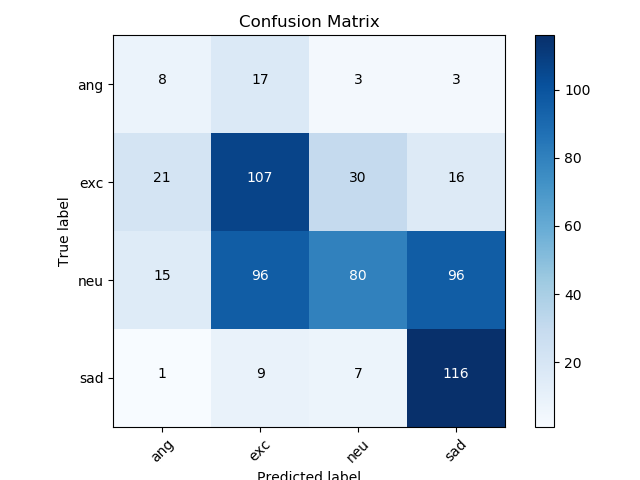 Confusion Matrix
ang 8 17 3 3
exc 21 107 30 16
neu 15 96 80 96
sad 1 9 7 116
ang exc neu sad
True label
Predicted label
100
80
60
40
20